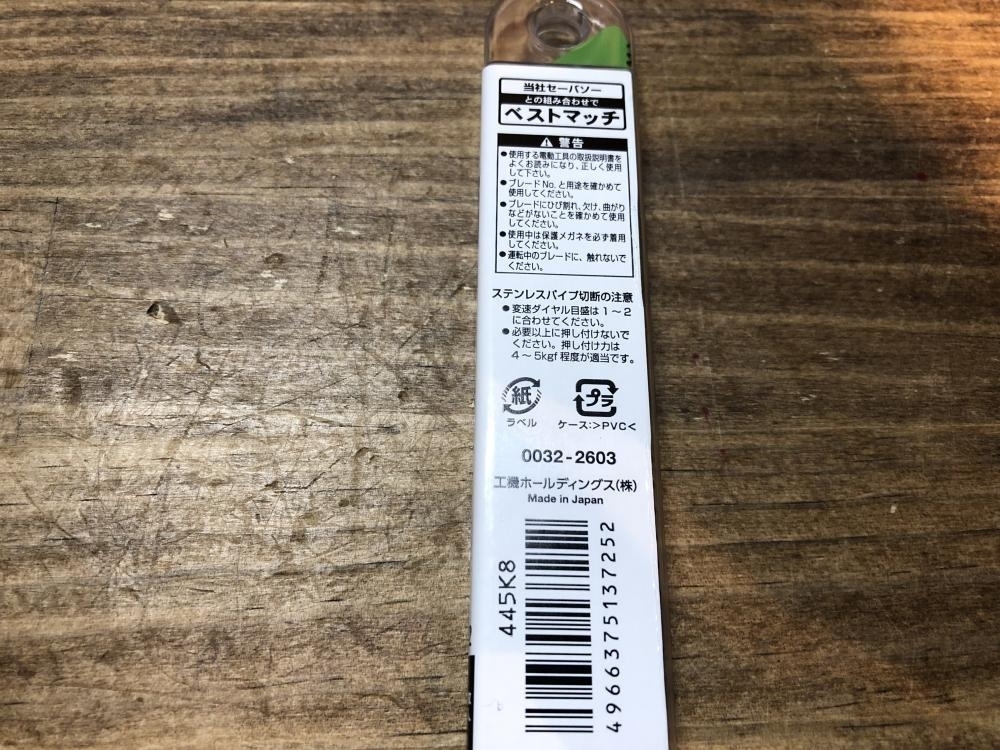 当社セーバソー
との組み合わせで
ベストマッチ
警告
●使用する電動工具の取扱説明書を
よくお読みになり、正しく使用
して下さい。
●ブレードNo.と用途を確かめて
使用してください。
●ブレードにひび割れ、欠け、曲がり
などがないことを確かめて使用
してください。
●使用中は保護メガネを必ず着用
してください。
●運転中のブレードに、触れないで
ください。
ステンレスパイプ切断の注意
●変速ダイヤル目盛は1～2
に合わせてください。
●必要以上に押し付けないで
ください。押し付け力は
4～5kgf程度が適当です。
紙
ラベル
プラ
ケース:>PVC<
0032-2603
工機ホールディングス(株)
Made in Japan
445K8
4966375137252